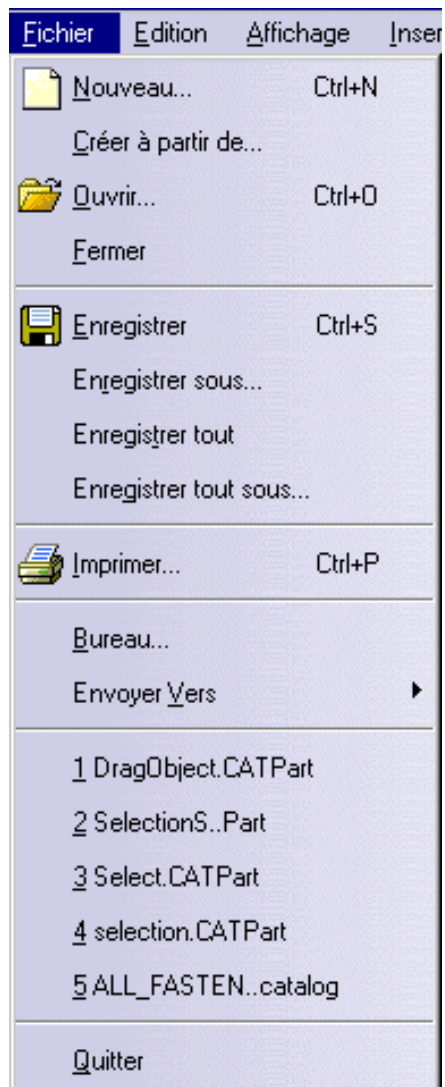 Fichier Edition Affichage Inser
Nouveau... Ctrl+N
Créer à partir de...
Ouvrir... Ctrl+O
Fermer
Enregistrer Ctrl+S
Enregistrer sous...
Enregistrer tout
Enregistrer tout sous...
Imprimer... Ctrl+P
Bureau...
Envoyer Vers
1 DragObject.CATPart
2 SelectionS..Part
3 Select.CATPart
4 selection.CATPart
5 ALL_FASTEN..catalog
Quitter